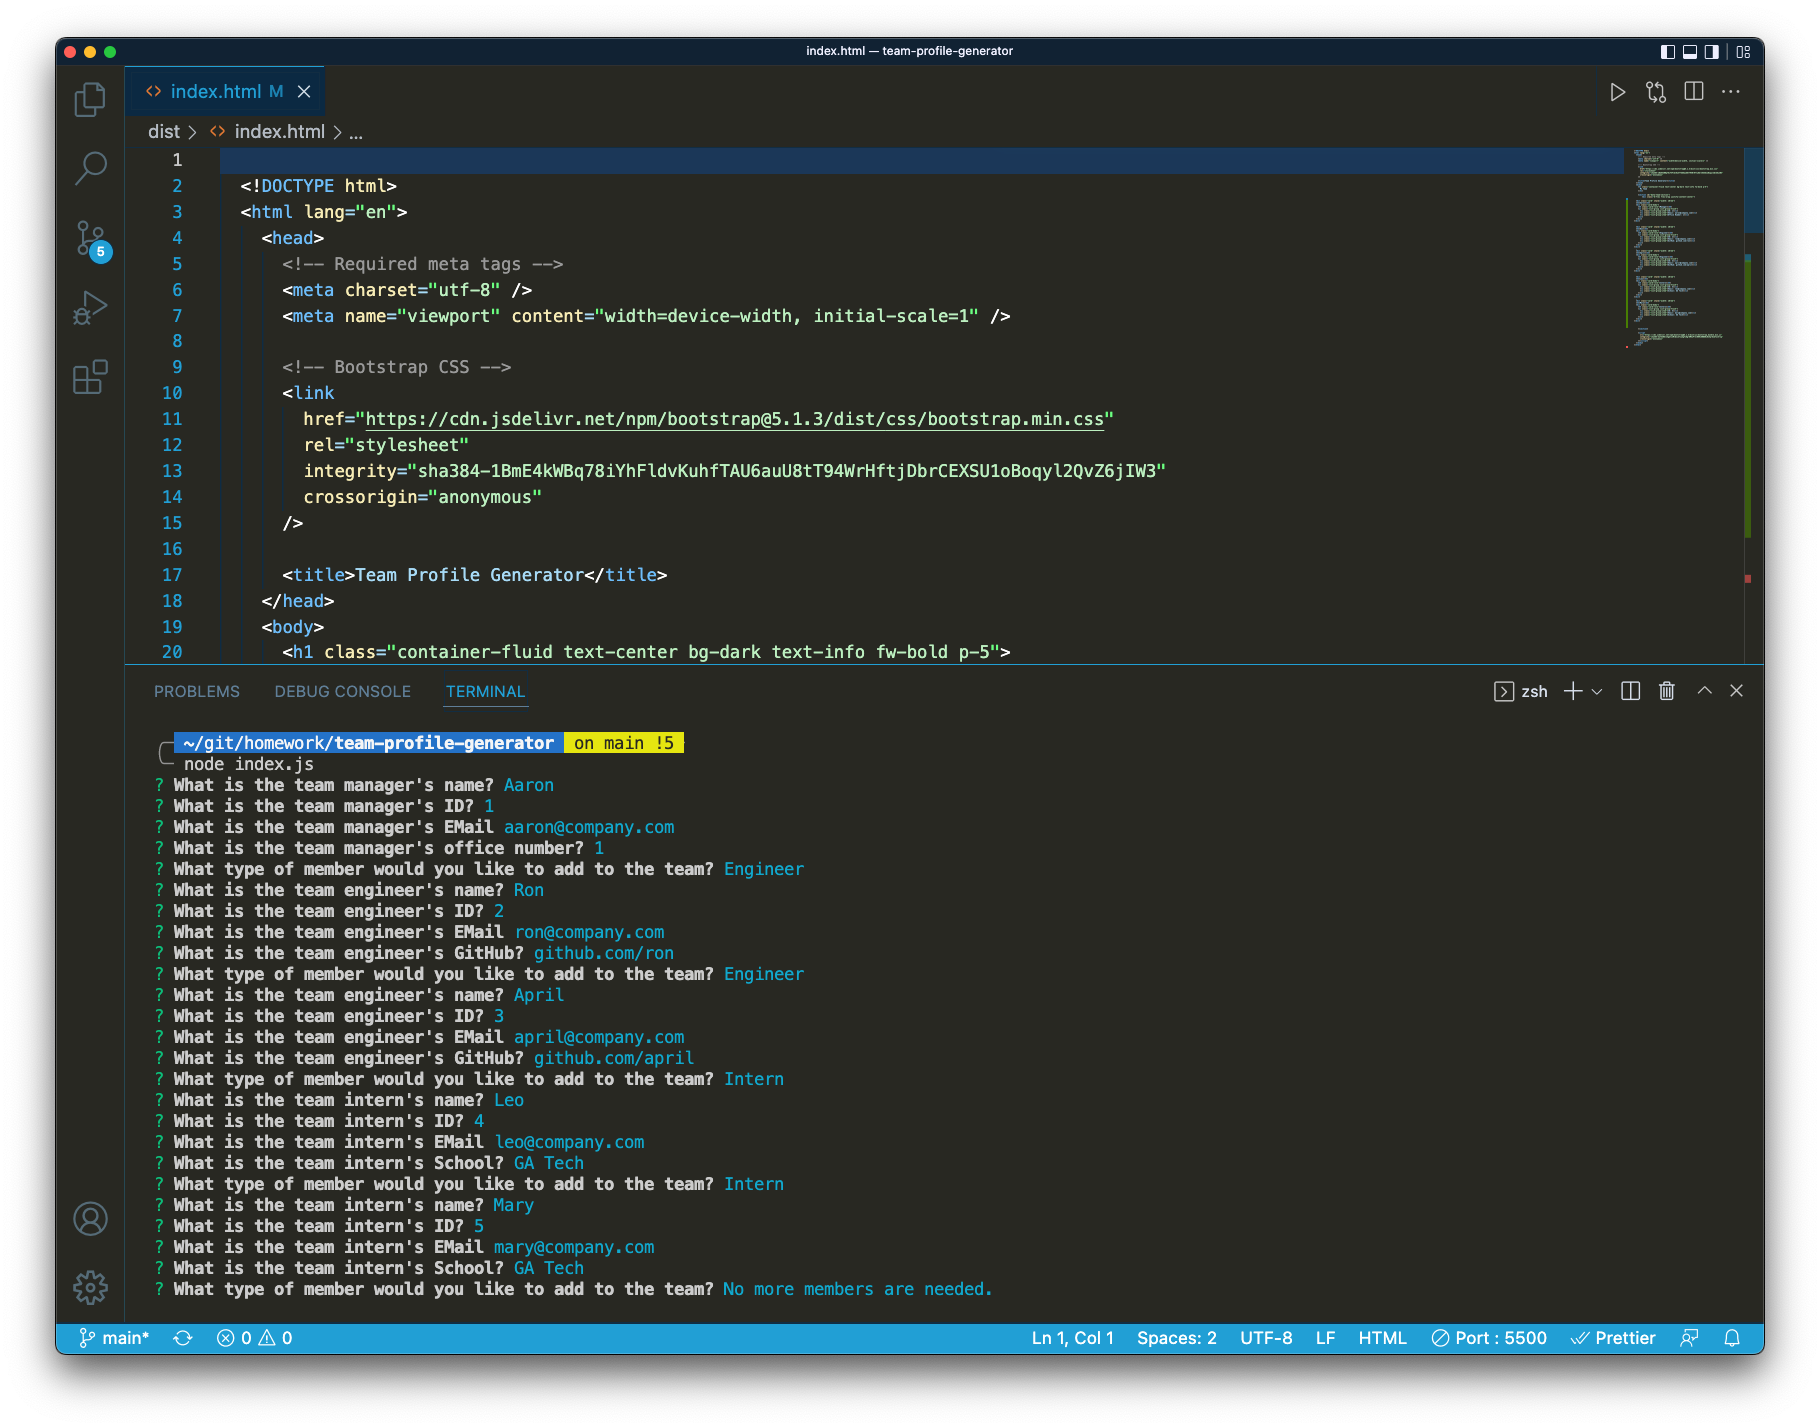 index.html — team-profile-generator
index.html M
dist > index.html > ...
1
2 <!DOCTYPE html>
3 <html lang="en">
4 <head>
5 <!-- Required meta tags -->
6 <meta charset="utf-8" />
7 <meta name="viewport" content="width=device-width, initial-scale=1" />
8
9 <!-- Bootstrap CSS -->
10 <link
11 href="https://cdn.jsdelivr.net/npm/bootstrap@5.1.3/dist/css/bootstrap.min.css"
12 rel="stylesheet"
13 integrity="sha384-1BmE4kWBq78iYhFldvKuhfTAU6auU8tT94WrHftjDbrCEXSU1oBoqyl2QvZ6jIW3"
14 crossorigin="anonymous"
15 />
16
17 <title>Team Profile Generator</title>
18 </head>
19 <body>
20 <h1 class="container-fluid text-center bg-dark text-info fw-bold p-5">
5
PROBLEMS DEBUG CONSOLE TERMINAL zsh
~/git/homework/team-profile-generator on main !5
node index.js
? What is the team manager's name? Aaron
? What is the team manager's ID? 1
? What is the team manager's EMail aaron@company.com
? What is the team manager's office number? 1
? What type of member would you like to add to the team? Engineer
? What is the team engineer's name? Ron
? What is the team engineer's ID? 2
? What is the team engineer's EMail ron@company.com
? What is the team engineer's GitHub? github.com/ron
? What type of member would you like to add to the team? Engineer
? What is the team engineer's name? April
? What is the team engineer's ID? 3
? What is the team engineer's EMail april@company.com
? What is the team engineer's GitHub? github.com/april
? What type of member would you like to add to the team? Intern
? What is the team intern's name? Leo
? What is the team intern's ID? 4
? What is the team intern's EMail leo@company.com
? What is the team intern's School? GA Tech
? What type of member would you like to add to the team? Intern
? What is the team intern's name? Mary
? What is the team intern's ID? 5
? What is the team intern's EMail mary@company.com
? What is the team intern's School? GA Tech
? What type of member would you like to add to the team? No more members are needed.
main* 0 0 Ln 1, Col 1 Spaces: 2 UTF-8 LF HTML Port : 5500 Prettier